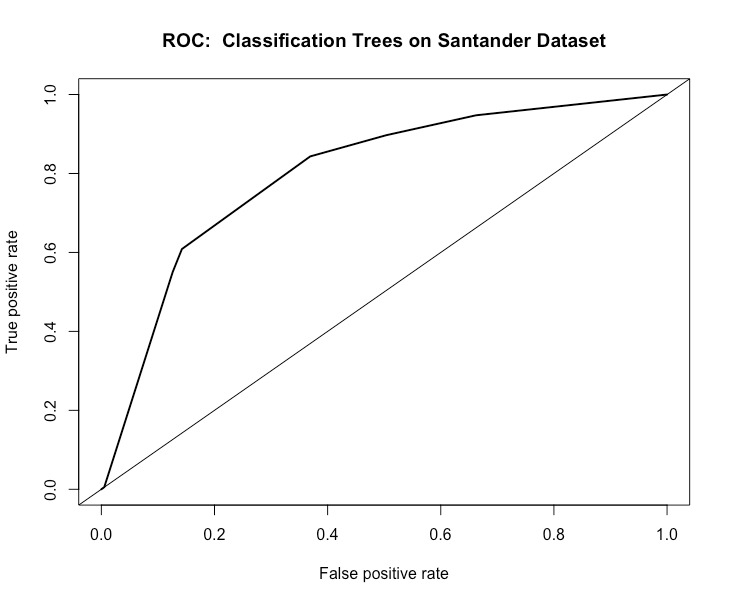 ROC:  Classification Trees on Santander Dataset
True positive rate
1.0
0.8
0.6
0.4
0.2
0.0
0.0 0.2 0.4 0.6 0.8 1.0
False positive rate